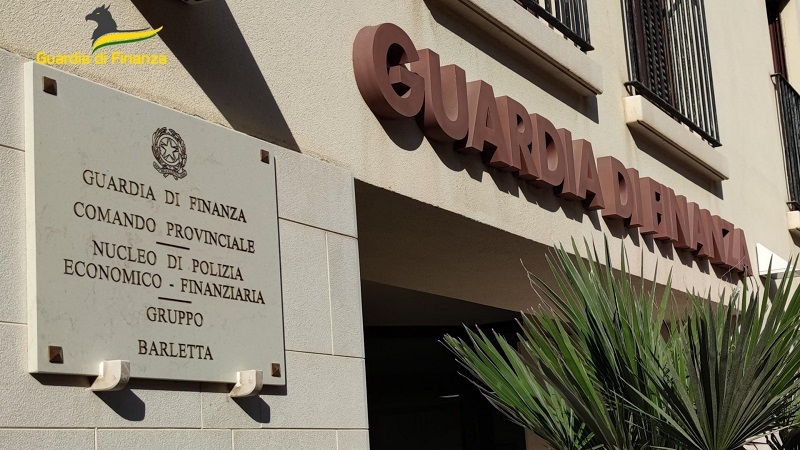 Guardia di Finanza
GUARDIA DI FINANZA
GUARDIA DI FINANZA
COMANDO PROVINCIALE
NUCLEO DI POLIZIA
ECONOMICO - FINANZIARIA
GRUPPO
BARLETTA